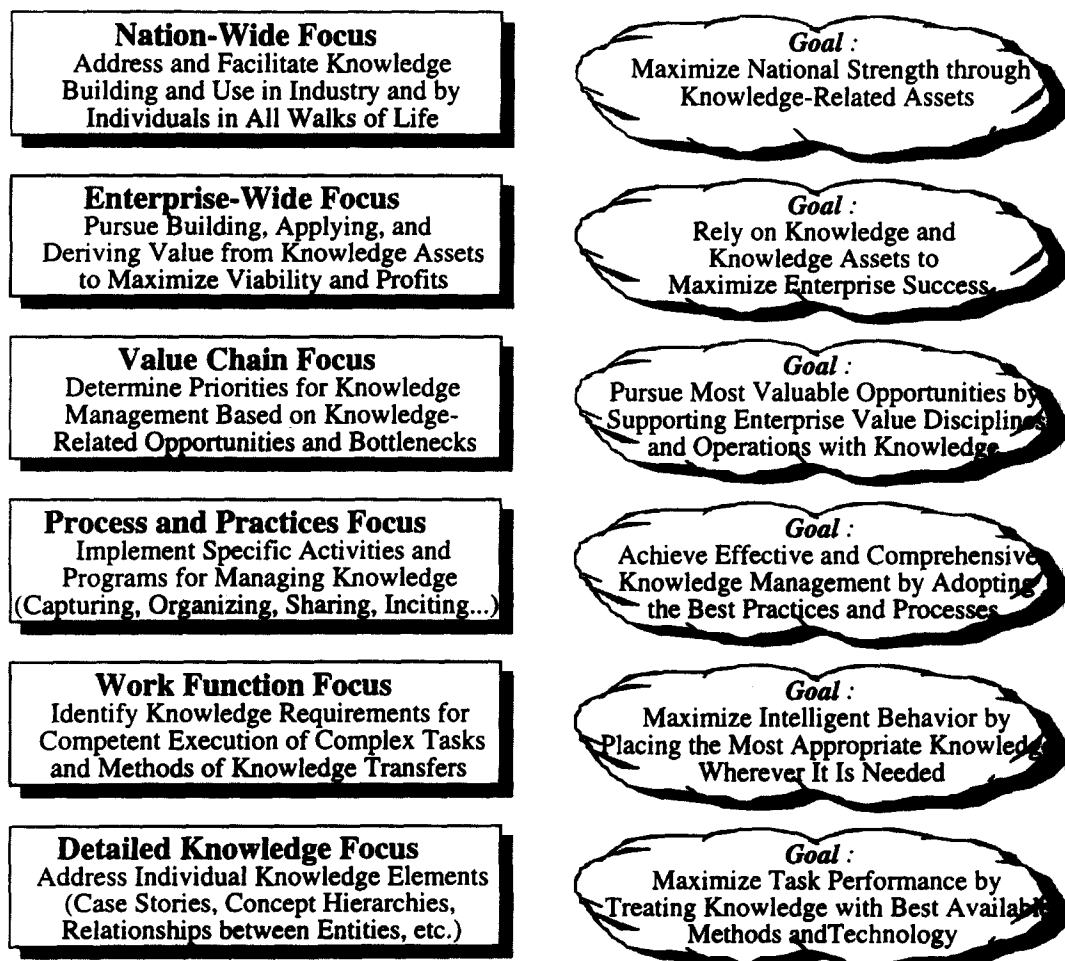 Nation-Wide Focus
Address and Facilitate Knowledge
Building and Use in Industry and by
Individuals in All Walks of Life
Goal :
Maximize National Strength through
Knowledge-Related Assets
Enterprise-Wide Focus
Pursue Building, Applying, and
Deriving Value from Knowledge Assets
to Maximize Viability and Profits
Goal :
Rely on Knowledge and
Knowledge Assets to
Maximize Enterprise Success
Value Chain Focus
Determine Priorities for Knowledge
Management Based on Knowledge-
Related Opportunities and Bottlenecks
Goal :
Pursue Most Valuable Opportunities by
Supporting Enterprise Value Disciplines
and Operations with Knowledge
Process and Practices Focus
Implement Specific Activities and
Programs for Managing Knowledge
(Capturing, Organizing, Sharing, Inciting...)
Goal :
Achieve Effective and Comprehensive
Knowledge Management by Adopting
the Best Practices and Processes
Work Function Focus
Identify Knowledge Requirements for
Competent Execution of Complex Tasks
and Methods of Knowledge Transfers
Goal :
Maximize Intelligent Behavior by
Placing the Most Appropriate Knowledge
Wherever It Is Needed
Detailed Knowledge Focus
Address Individual Knowledge Elements
(Case Stories, Concept Hierarchies,
Relationships between Entities, etc.)
Goal :
Maximize Task Performance by
Treating Knowledge with Best Available
Methods andTechnology